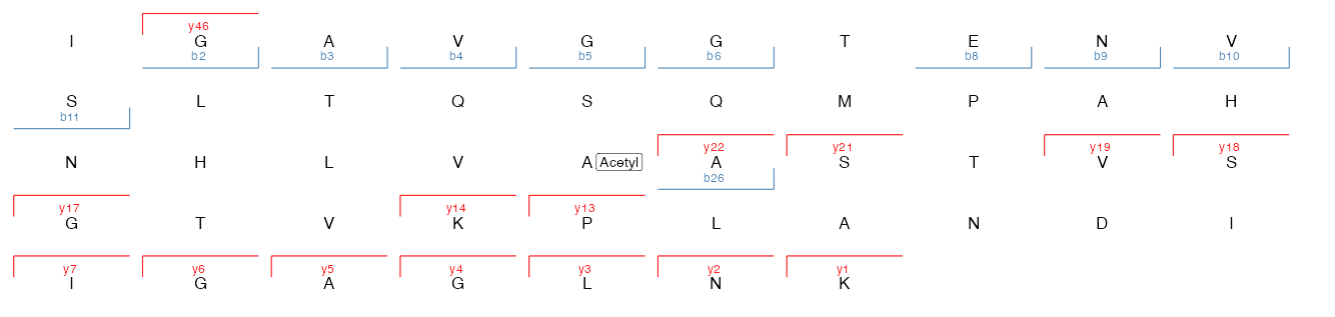 y46
I G A V G G T E N V
b2 b3 b4 b5 b6 b8 b9 b10
S L T Q S Q M P A H
b11
y22 y21 y19 y18
N H L V A Acetyl A S T V S
b26
y17 y14 y13
G T V K P L A N D I
y7 y6 y5 y4 y3 y2 y1
I G A G L N K